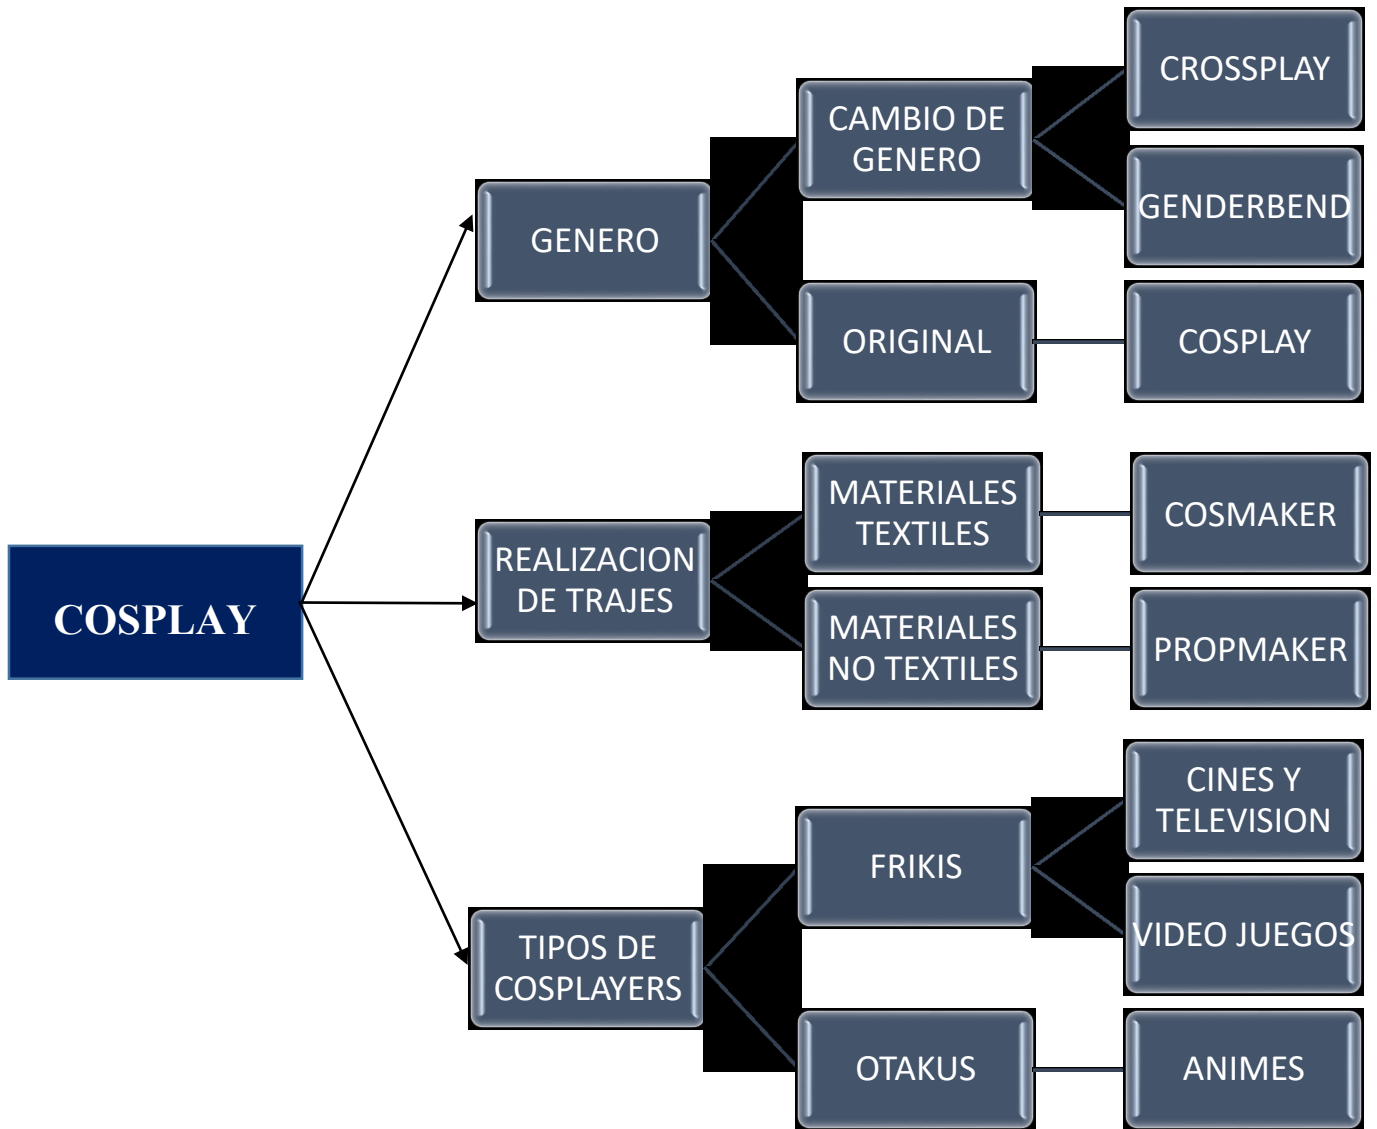 COSPLAY
GENERO
CAMBIO DE
GENERO
CROSSPLAY
GENDERBEND
ORIGINAL
COSPLAY
REALIZACION
DE TRAJES
MATERIALES
TEXTILES
COSMAKER
MATERIALES
NO TEXTILES
PROPMAKER
TIPOS DE
COSPLAYERS
FRIKIS
CINES Y
TELEVISION
VIDEO JUEGOS
OTAKUS
ANIMES